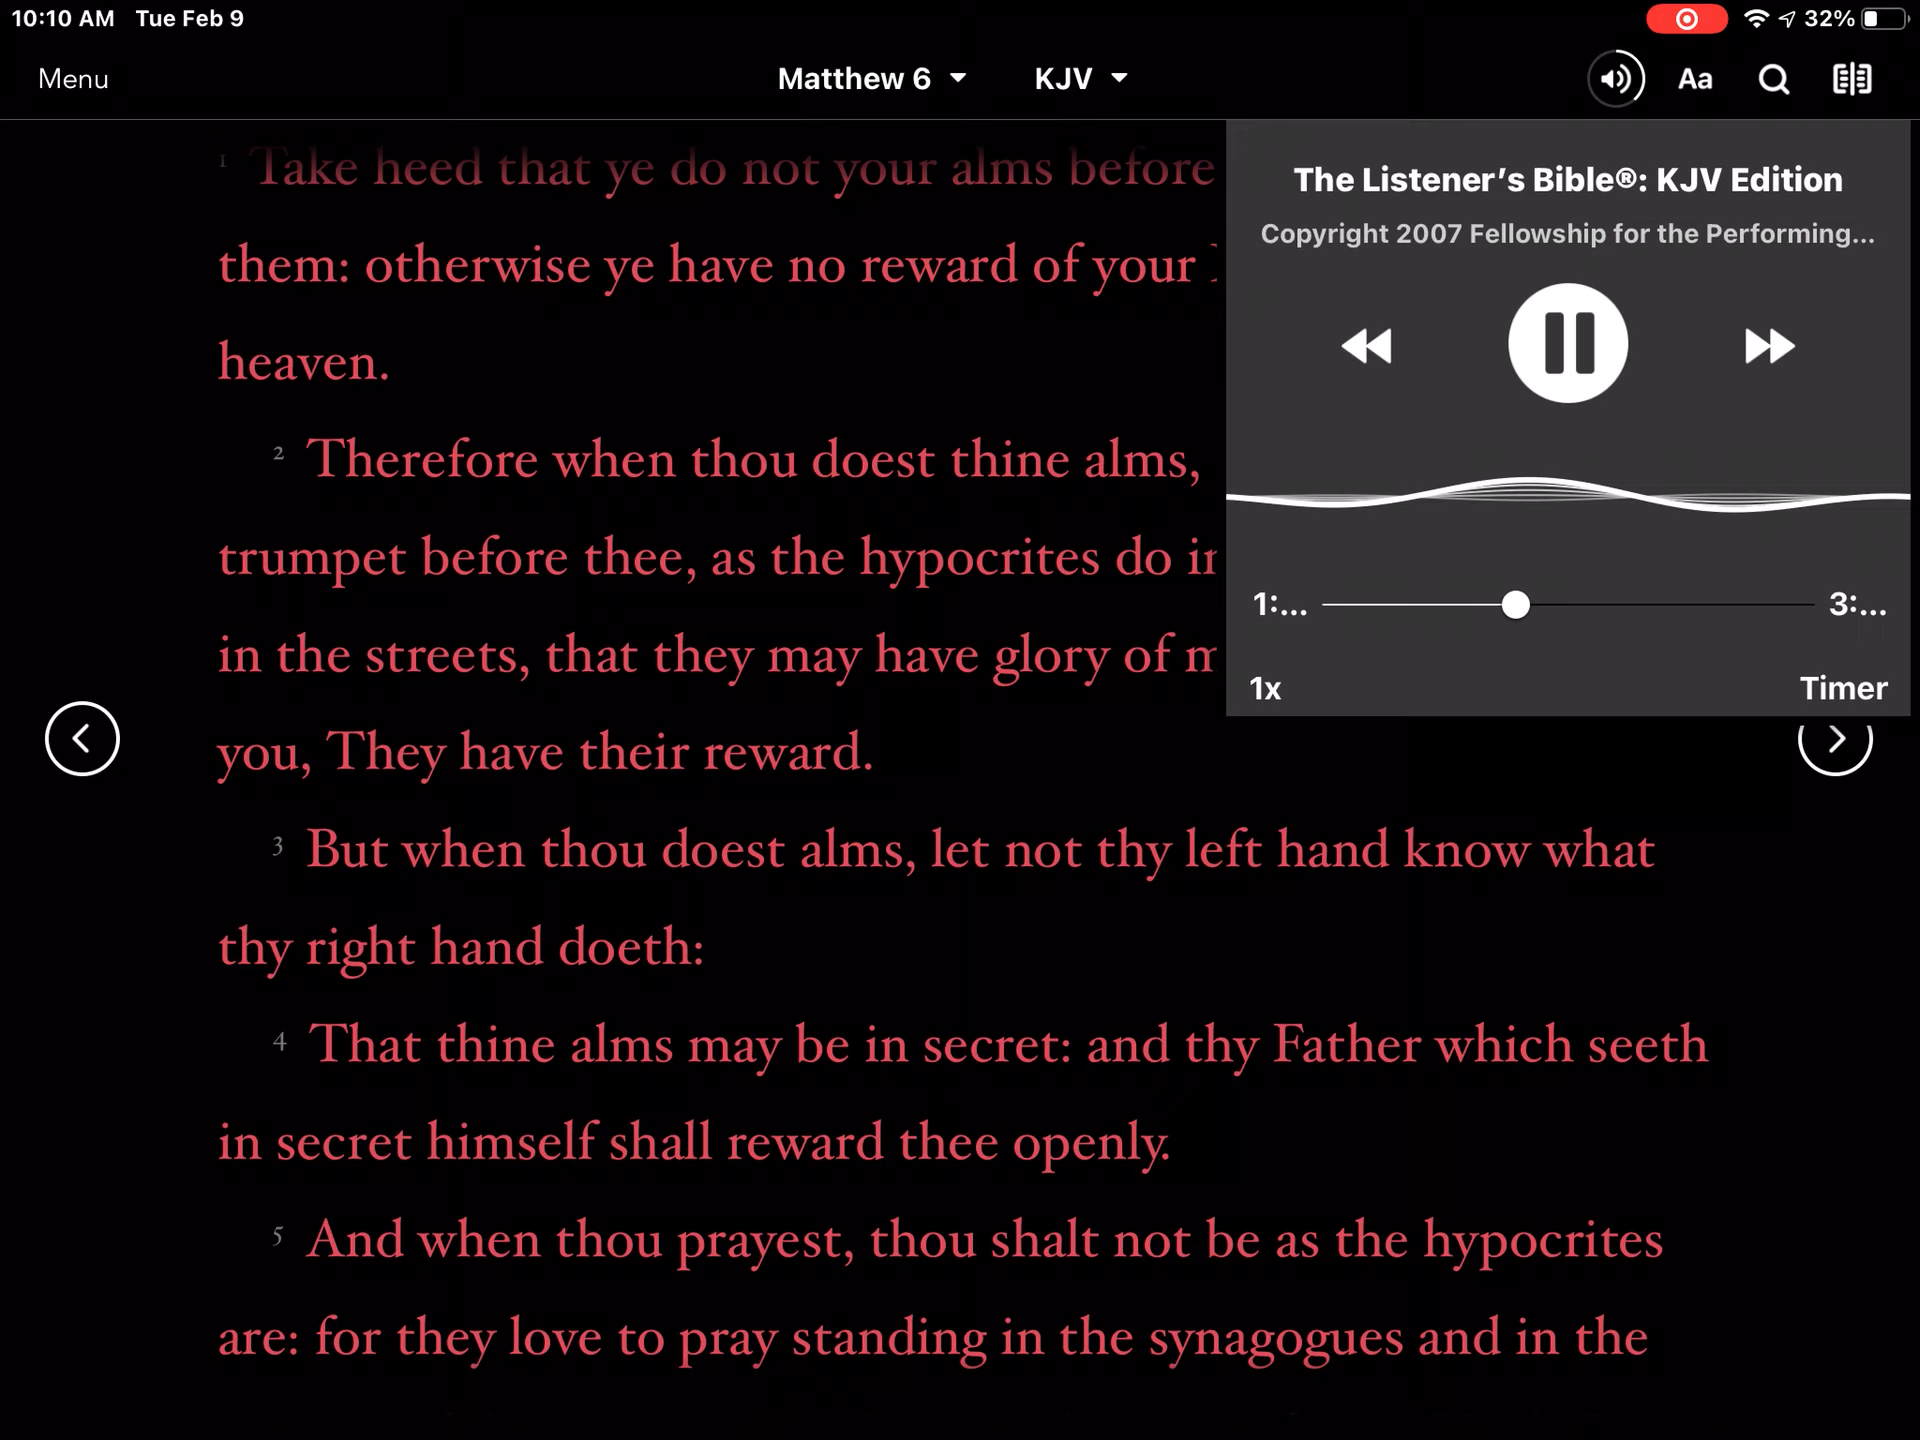 10:10 AM Tue Feb 9 32%
Menu Matthew 6 KJV Aa
1 Take heed that ye do not your alms before
them: otherwise ye have no reward of your
heaven.
2 Therefore when thou doest thine alms,
trumpet before thee, as the hypocrites do
in the streets, that they may have glory of
you, They have their reward.
3 But when thou doest alms, let not thy left hand know what
thy right hand doeth:
4 That thine alms may be in secret: and thy Father which seeth
in secret himself shall reward thee openly.
5 And when thou prayest, thou shalt not be as the hypocrites
are: for they love to pray standing in the synagogues and in the
The Listener's Bible®: KJV Edition
Copyright 2007 Fellowship for the Performing...
1:... 3:...
1x Timer